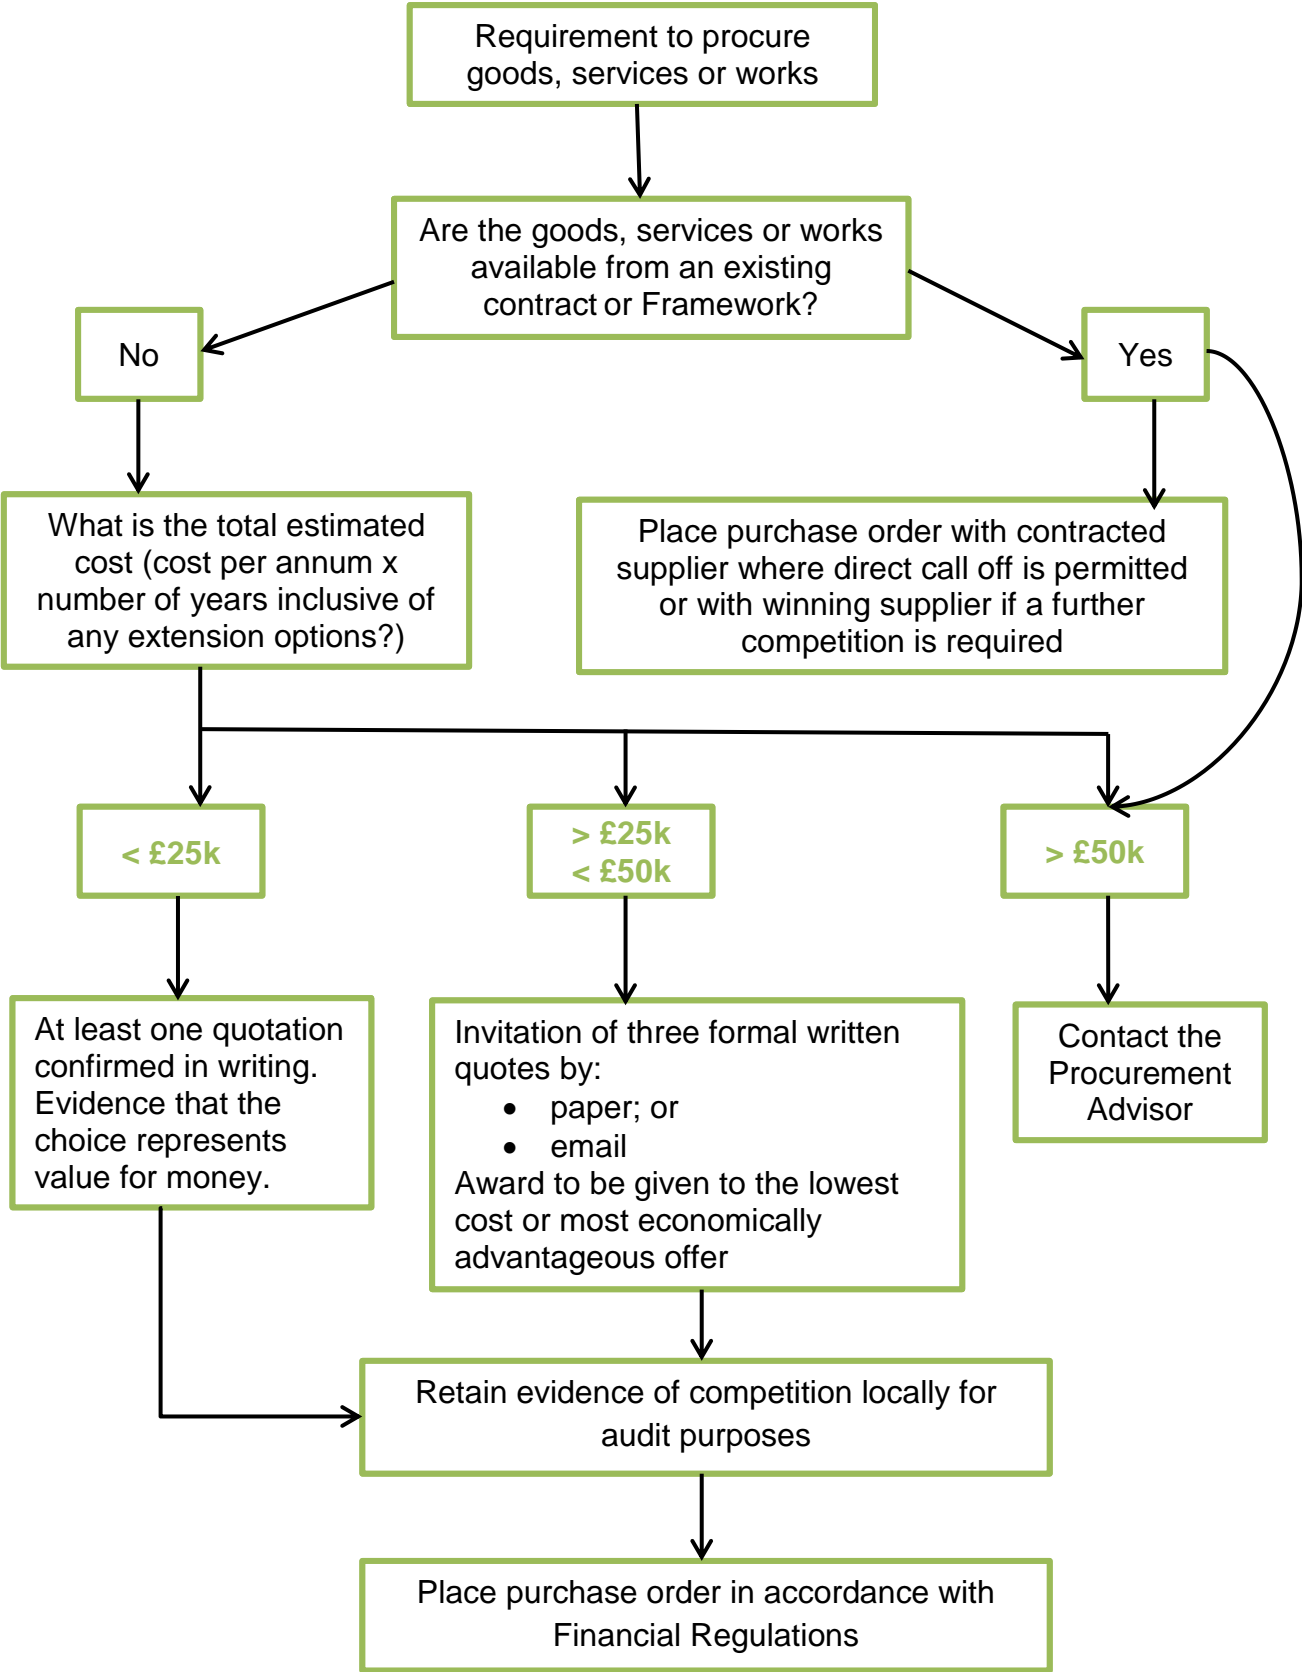 Requirement to procure
goods, services or works
Are the goods, services or works
available from an existing
contract or Framework?
No
Yes
What is the total estimated
cost (cost per annum x
number of years inclusive of
any extension options?)
Place purchase order with contracted
supplier where direct call off is permitted
or with winning supplier if a further
competition is required
< £25k
> £25k
< £50k
> £50k
At least one quotation
confirmed in writing.
Evidence that the
choice represents
value for money.
Invitation of three formal written
quotes by:
• paper; or
• email
Award to be given to the lowest
cost or most economically
advantageous offer
Contact the
Procurement
Advisor
Retain evidence of competition locally for
audit purposes
Place purchase order in accordance with
Financial Regulations